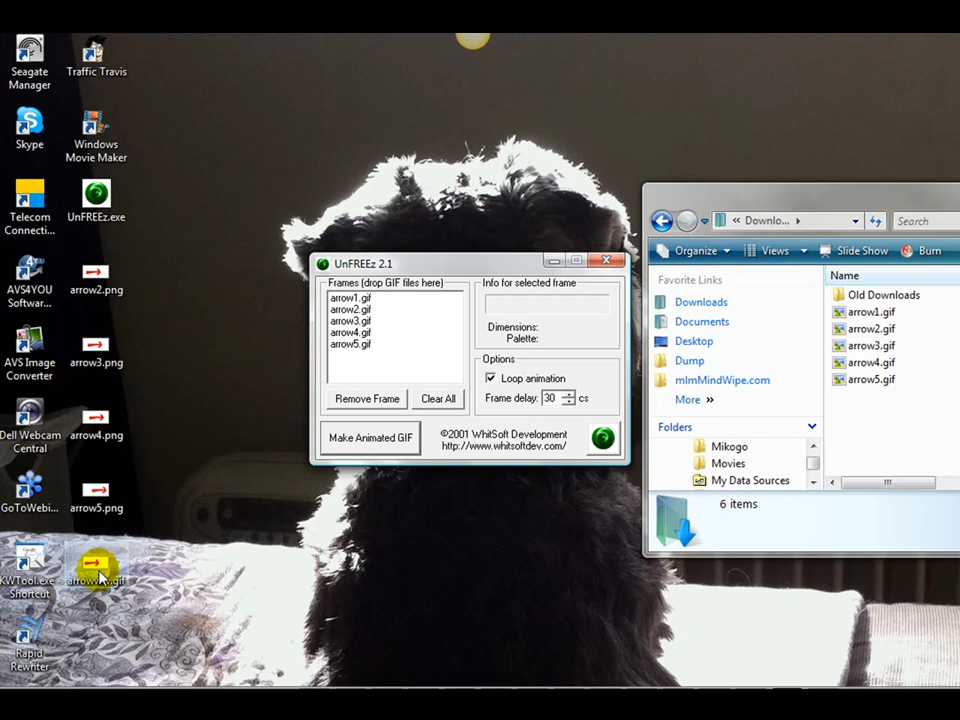 Seagate
Manager
Traffic Travis
Skype
Windows
Movie Maker
Telecom
Connecti...
UnFREEz.exe
AVS4YOU
Softwar...
arrow2.png
AVS Image
Converter
arrow3.png
Dell Webcam
Central
arrow4.png
GoToWebi...
arrow5.png
KWTool.exe
Shortcut
Rapid
Rewriter
UnFREEz 2.1
Frames (drop GIF files here)
arrow1.gif
arrow2.gif
arrow3.gif
arrow4.gif
arrow5.gif
Remove Frame
Clear All
Make Animated GIF
Info for selected frame
Dimensions:
Palette:
Options
Loop animation
Frame delay: 30 cs
©2001 WhitSoft Development
http://www.whitsoftdev.com/
« Downlo...
Search
Organize
Views
Slide Show
Burn
Favorite Links
Downloads
Documents
Desktop
Dump
mlmMindWipe.com
More »
Folders
Mikogo
Movies
My Data Sources
Name
Old Downloads
arrow1.gif
arrow2.gif
arrow3.gif
arrow4.gif
arrow5.gif
6 items